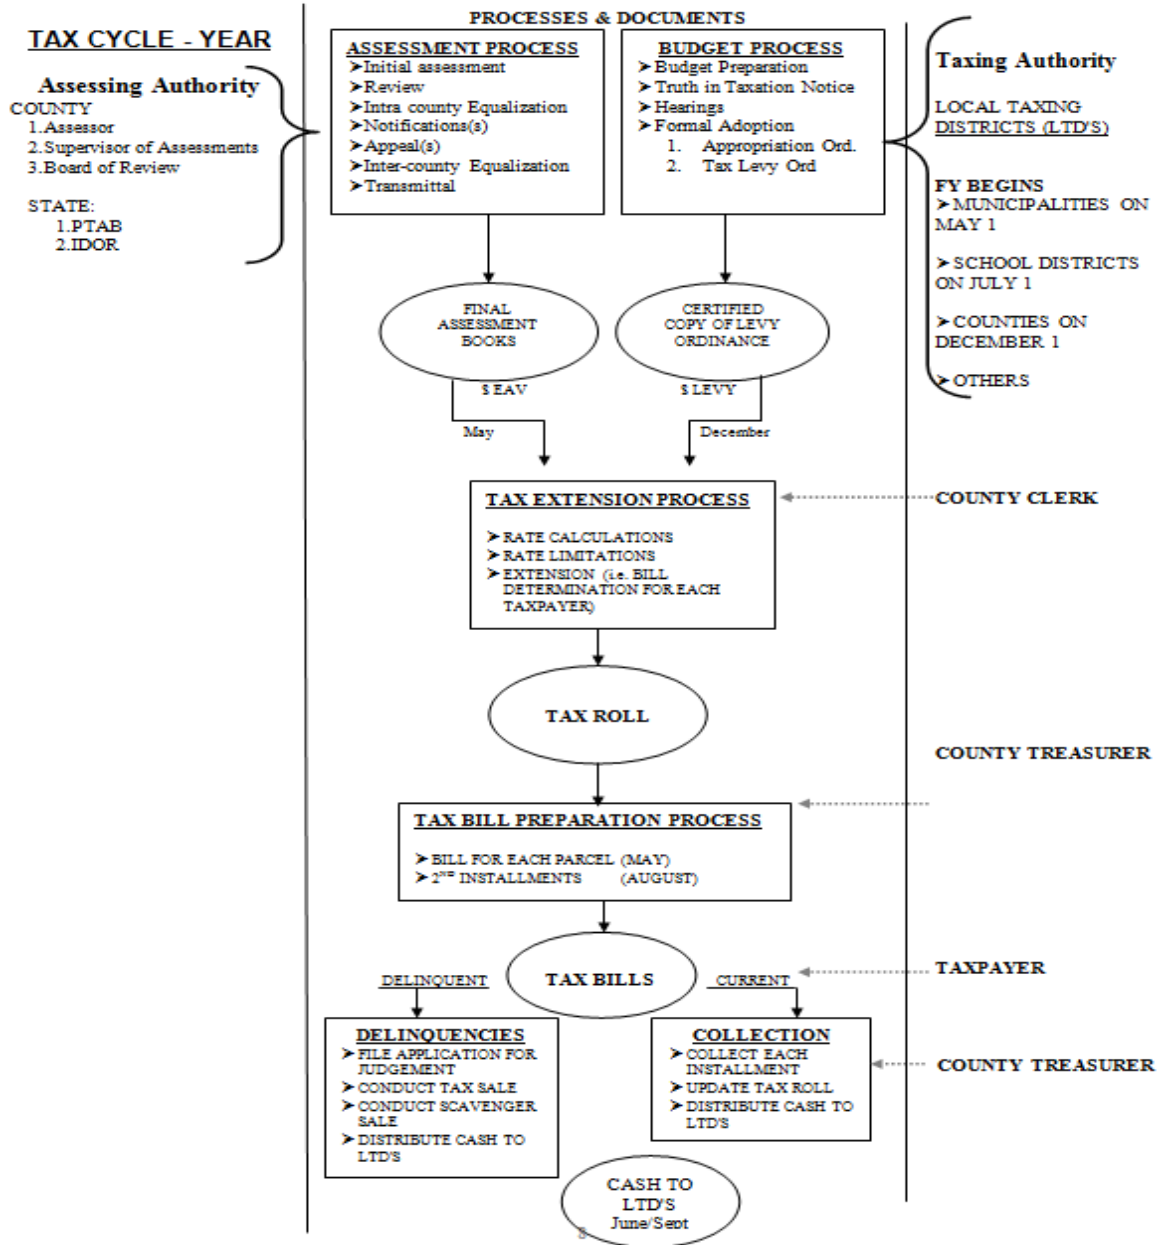 PROCESSES & DOCUMENTS
TAX CYCLE - YEAR
Assessing Authority
COUNTY
1.Assessor
2.Supervisor of Assessments
3.Board of Review
STATE:
1.PTAB
2.IDOR
ASSESSMENT PROCESS
➤Initial assessment
➤Review
➤Intra county Equalization
➤Notifications(s)
➤Appeal(s)
➤Inter-county Equalization
➤Transmittal
BUDGET PROCESS
➤Budget Preparation
➤Truth in Taxation Notice
➤Hearings
➤Formal Adoption
1. Appropriation Ord.
2. Tax Levy Ord
Taxing Authority
LOCAL TAXING
DISTRICTS (LTD'S)
FY BEGINS
➤MUNICIPALITIES ON
MAY 1
➤SCHOOL DISTRICTS
ON JULY 1
➤COUNTIES ON
DECEMBER 1
➤OTHERS
FINAL
ASSESSMENT
BOOKS
CERTIFIED
COPY OF LEVY
ORDINANCE
$ EAV
$ LEVY
May
December
TAX EXTENSION PROCESS
➤RATE CALCULATIONS
➤RATE LIMITATIONS
➤EXTENSION (i.e. BILL
DETERMINATION FOR EACH
TAXPAYER)
COUNTY CLERK
TAX ROLL
COUNTY TREASURER
TAX BILL PREPARATION PROCESS
➤BILL FOR EACH PARCEL (MAY)
➤2ND INSTALLMENTS (AUGUST)
TAX BILLS
TAXPAYER
DELINQUENT
CURRENT
DELINQUENCIES
➤FILE APPLICATION FOR
JUDGEMENT
➤CONDUCT TAX SALE
➤CONDUCT SCAVENGER
SALE
➤DISTRIBUTE CASH TO
LTD'S
COLLECTION
➤COLLECT EACH
INSTALLMENT
➤UPDATE TAX ROLL
➤DISTRIBUTE CASH TO
LTD'S
COUNTY TREASURER
CASH TO
LTD'S
June/Sept